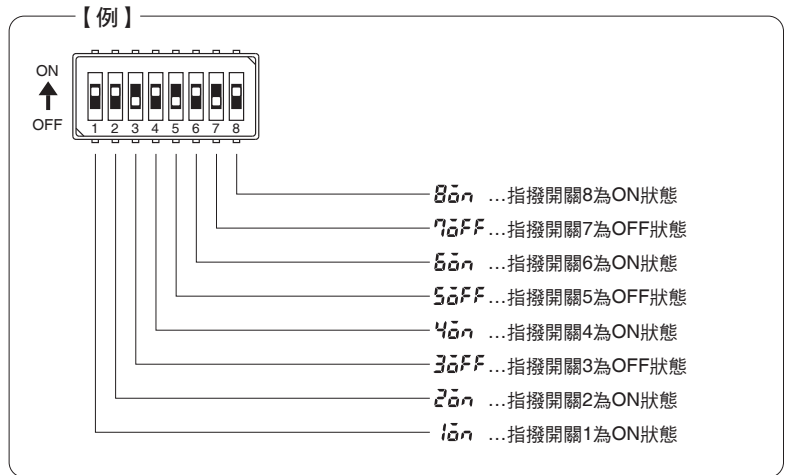 【例】
ON
OFF
1 2 3 4 5 6 7 8
8on …指撥開關8為ON狀態
7oFF…指撥開關7為OFF狀態
6on …指撥開關6為ON狀態
5oFF…指撥開關5為OFF狀態
4on …指撥開關4為ON狀態
3oFF…指撥開關3為OFF狀態
2on …指撥開關2為ON狀態
1on …指撥開關1為ON狀態